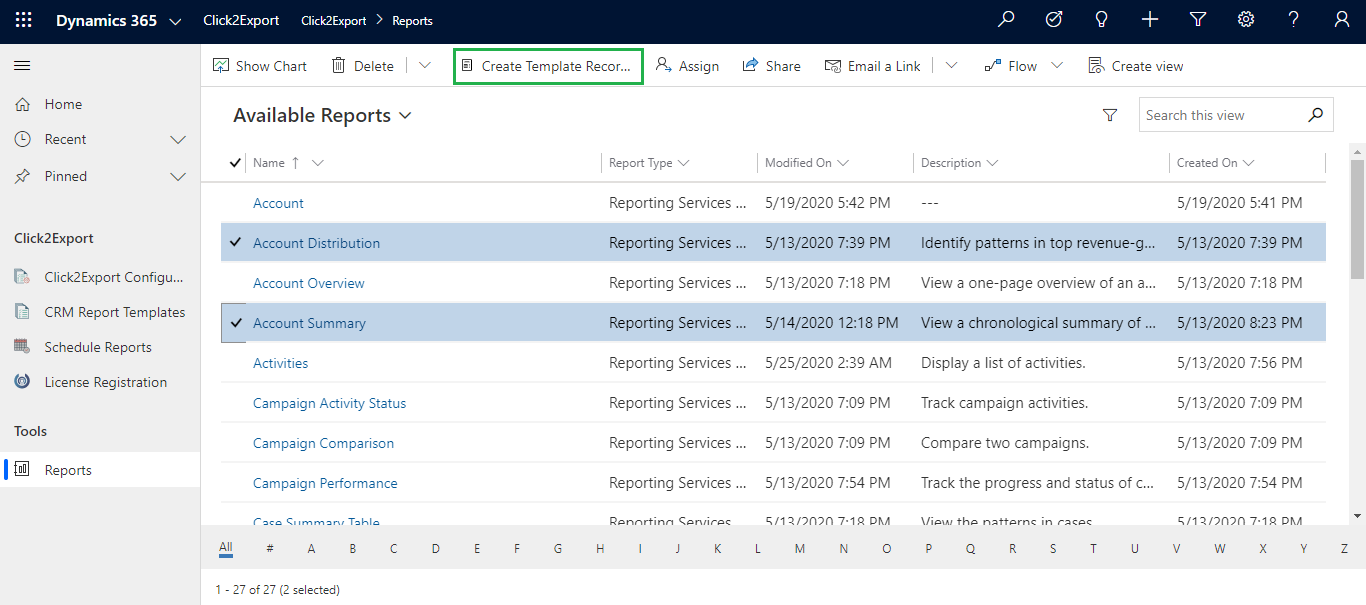 Dynamics 365 Click2Export Click2Export > Reports
Show Chart Delete Create Template Recor... Assign Share Email a Link Flow Create view
Home
Recent
Pinned
Click2Export
Click2Export Configu...
CRM Report Templates
Schedule Reports
License Registration
Tools
Reports
Available Reports Search this view
Name ↑ Report Type Modified On Description Created On
Account Reporting Services ... 5/19/2020 5:42 PM --- 5/19/2020 5:41 PM
Account Distribution Reporting Services ... 5/13/2020 7:39 PM Identify patterns in top revenue-g... 5/13/2020 7:39 PM
Account Overview Reporting Services ... 5/13/2020 7:18 PM View a one-page overview of an a... 5/13/2020 7:18 PM
Account Summary Reporting Services ... 5/14/2020 12:18 PM View a chronological summary of ... 5/13/2020 8:23 PM
Activities Reporting Services ... 5/25/2020 2:39 AM Display a list of activities. 5/13/2020 7:56 PM
Campaign Activity Status Reporting Services ... 5/13/2020 7:09 PM Track campaign activities. 5/13/2020 7:09 PM
Campaign Comparison Reporting Services ... 5/13/2020 7:09 PM Compare two campaigns. 5/13/2020 7:09 PM
Campaign Performance Reporting Services ... 5/13/2020 7:54 PM Track the progress and status of c... 5/13/2020 7:54 PM
Case Summary Table Reporting Services ... 5/13/2020 7:18 PM View the patterns in cases. 5/13/2020 7:18 PM
All # A B C D E F G H I J K L M N O P Q R S T U V W X Y Z
1 - 27 of 27 (2 selected)